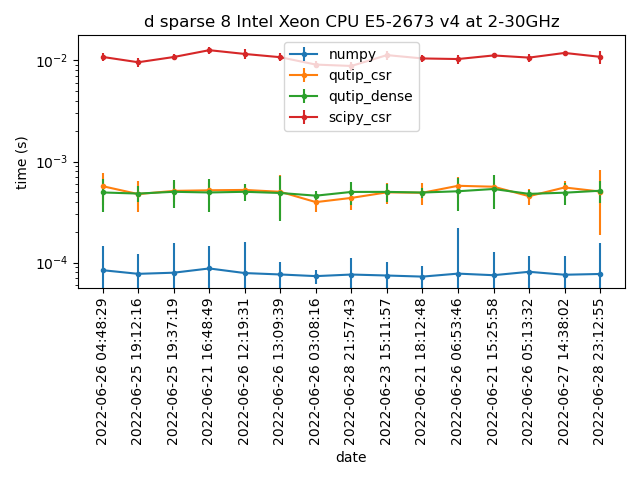 d sparse 8 Intel Xeon CPU E5-2673 v4 at 2-30GHz
numpy
qutip_csr
qutip_dense
scipy_csr
time (s)
10⁻²
10⁻³
10⁻⁴
2022-06-26 04:48:29
2022-06-25 19:12:16
2022-06-25 19:37:19
2022-06-21 16:48:49
2022-06-26 12:19:31
2022-06-26 13:09:39
2022-06-26 03:08:16
2022-06-28 21:57:43
2022-06-23 15:11:57
2022-06-21 18:12:48
2022-06-26 06:53:46
2022-06-21 15:25:58
2022-06-26 05:13:32
2022-06-27 14:38:02
2022-06-28 23:12:55
date